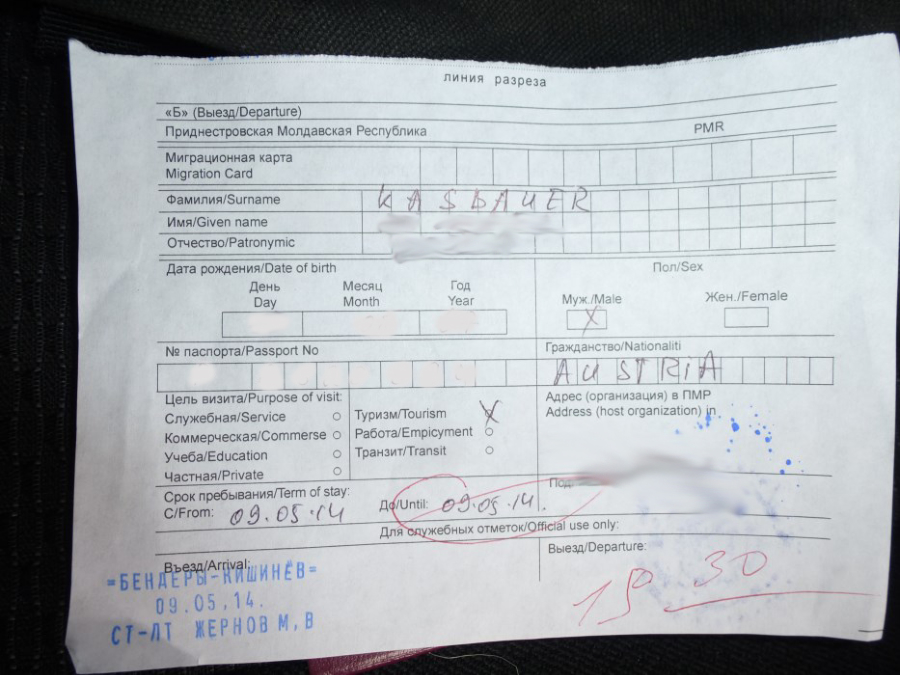 линия разреза
«Б» (Выезд/Departure)
Приднестровская Молдавская Республика PMR
Миграционная карта
Migration Card
Фамилия/Surname KASBAUER
Имя/Given name
Отчество/Patronymic
Дата рождения/Date of birth Пол/Sex
День Месяц Год
Day Month Year
Муж./Male X Жен./Female
№ паспорта/Passport No Гражданство/Nationaliti
AUSTRiA
Цель визита/Purpose of visit: Адрес (организация) в ПМР
Служебная/Service Туризм/Tourism X Address (host organization) in
Коммерческая/Commerse Работа/Empicyment
Учеба/Education Транзит/Transit
Частная/Private
Срок пребывания/Term of stay: Под
С/From: 09.05.14 До/Until: 09.05.14.
Для служебных отметок/Official use only:
Въезд/Arrival: Выезд/Departure:
=БЕНДЕРЫ-КИШИНЁВ=
09.05,14.
СТ-ЛТ ЖЕРНОВ М,В
30